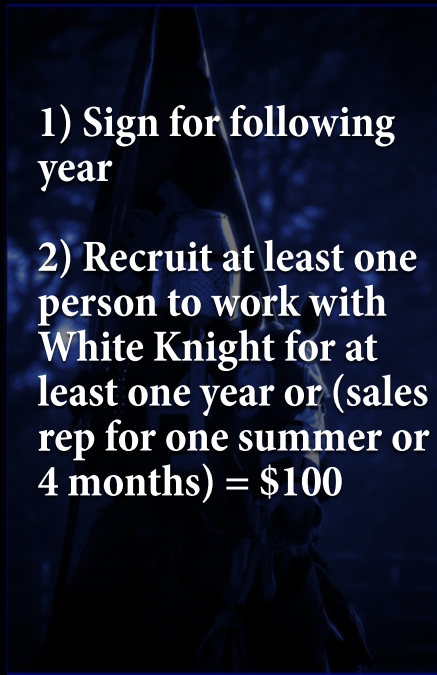 1) Sign for following
year
2) Recruit at least one
person to work with
White Knight for at
least one year or (sales
rep for one summer or
4 months) = $100